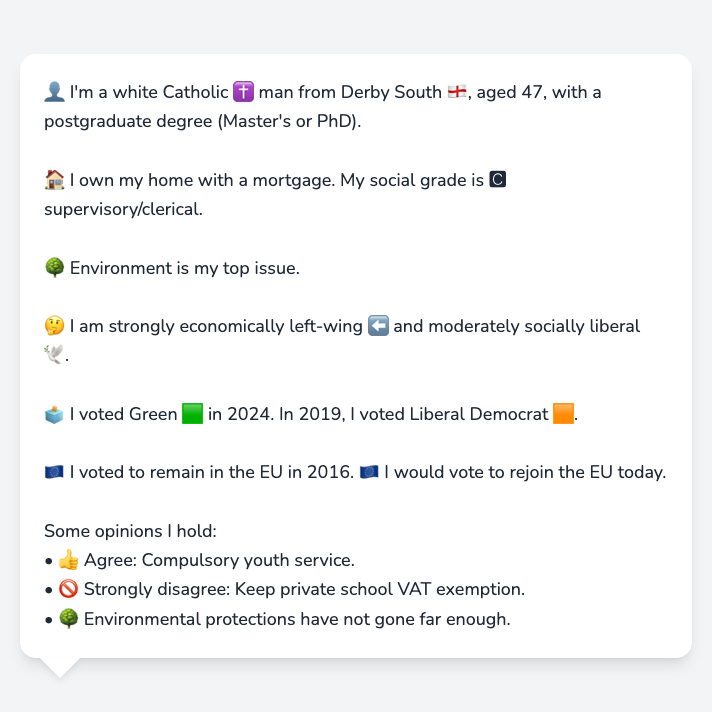 👤 I'm a white Catholic ✝️ man from Derby South 🏴󠁧󠁢󠁥󠁮󠁧󠁿, aged 47, with a
postgraduate degree (Master's or PhD).
🏠 I own my home with a mortgage. My social grade is 🅲
supervisory/clerical.
🌳 Environment is my top issue.
🤔 I am strongly economically left-wing ⬅️ and moderately socially liberal
🕊️.
🗳️ I voted Green 🟩 in 2024. In 2019, I voted Liberal Democrat 🟧.
🇪🇺 I voted to remain in the EU in 2016. 🇪🇺 I would vote to rejoin the EU today.
Some opinions I hold:
• 👍 Agree: Compulsory youth service.
• 🚫 Strongly disagree: Keep private school VAT exemption.
• 🌳 Environmental protections have not gone far enough.